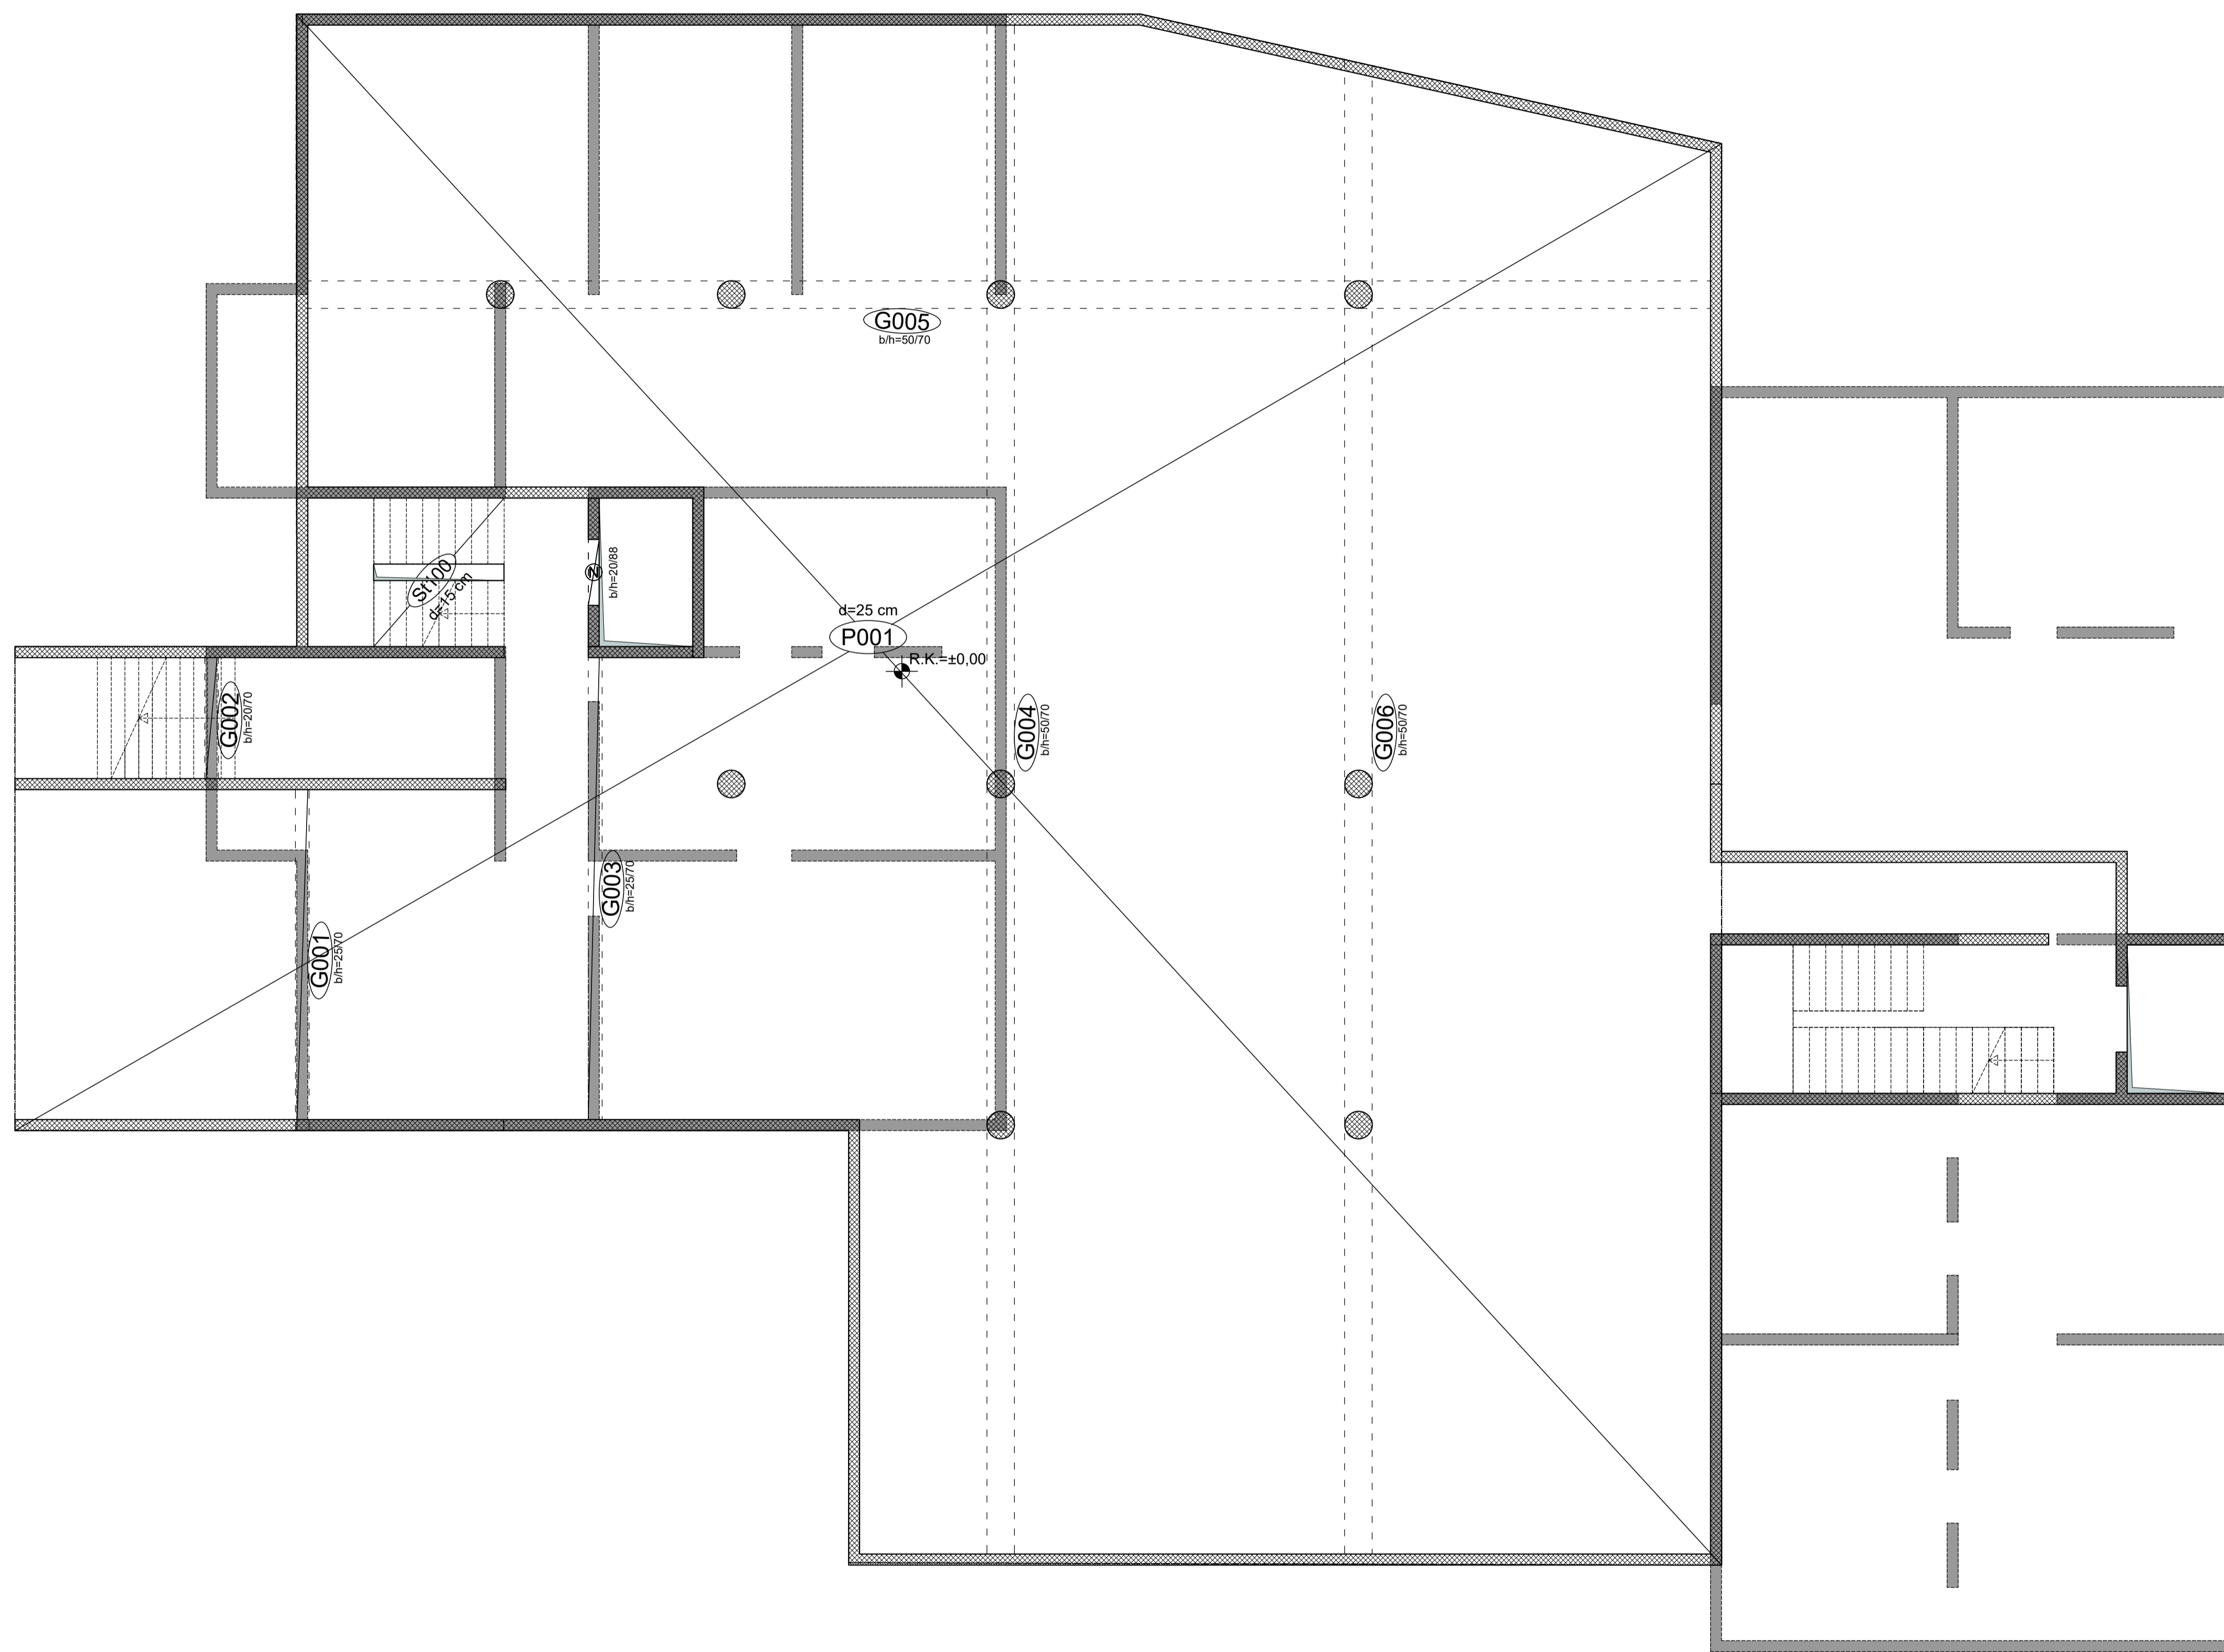 G005
b/h=50/70
St100
d=15 cm
N
b/h=20/88
d=25 cm
P001
R.K.=±0,00
G002
b/h=20/70
G004
b/h=50/70
G006
b/h=50/70
G003
b/h=25/70
G001
b/h=25/70